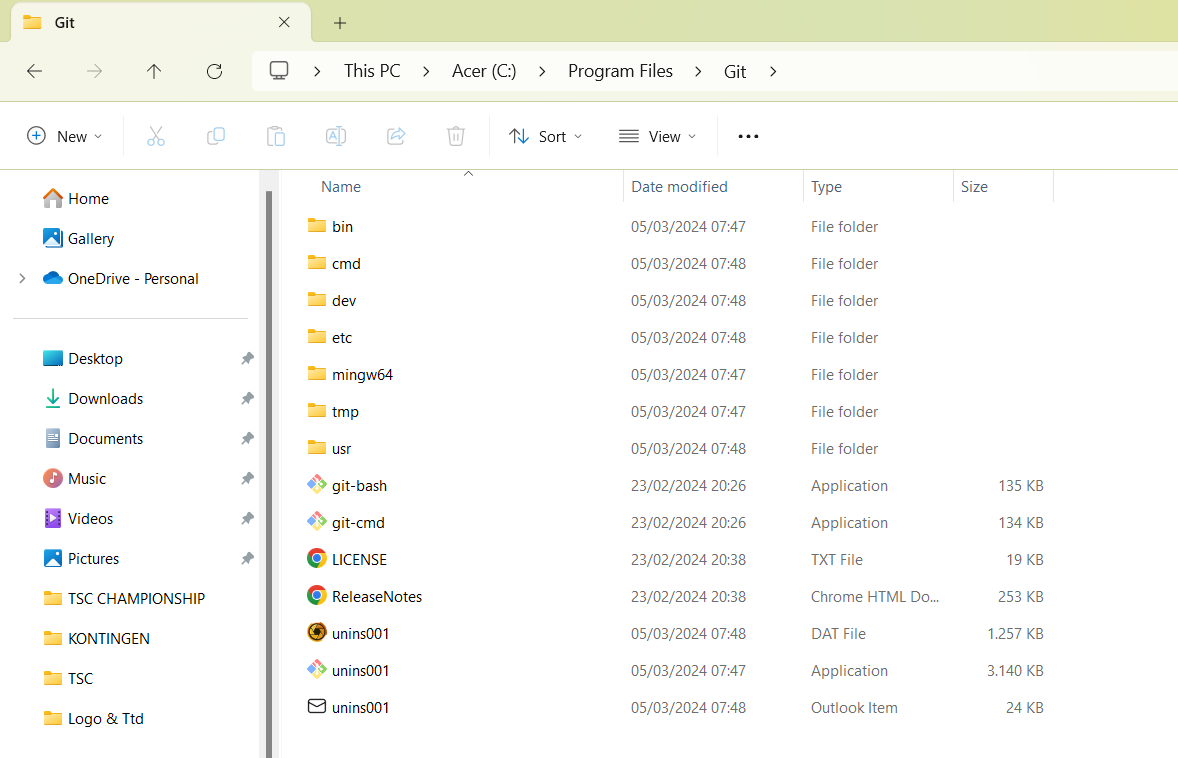 Git
This PC Acer (C:) Program Files Git
New Sort View
Home
Gallery
OneDrive - Personal
Desktop
Downloads
Documents
Music
Videos
Pictures
TSC CHAMPIONSHIP
KONTINGEN
TSC
Logo & Ttd
Name Date modified Type Size
bin 05/03/2024 07:47 File folder
cmd 05/03/2024 07:48 File folder
dev 05/03/2024 07:48 File folder
etc 05/03/2024 07:48 File folder
mingw64 05/03/2024 07:47 File folder
tmp 05/03/2024 07:47 File folder
usr 05/03/2024 07:48 File folder
git-bash 23/02/2024 20:26 Application 135 KB
git-cmd 23/02/2024 20:26 Application 134 KB
LICENSE 23/02/2024 20:38 TXT File 19 KB
ReleaseNotes 23/02/2024 20:38 Chrome HTML Do... 253 KB
unins001 05/03/2024 07:48 DAT File 1.257 KB
unins001 05/03/2024 07:47 Application 3.140 KB
unins001 05/03/2024 07:48 Outlook Item 24 KB